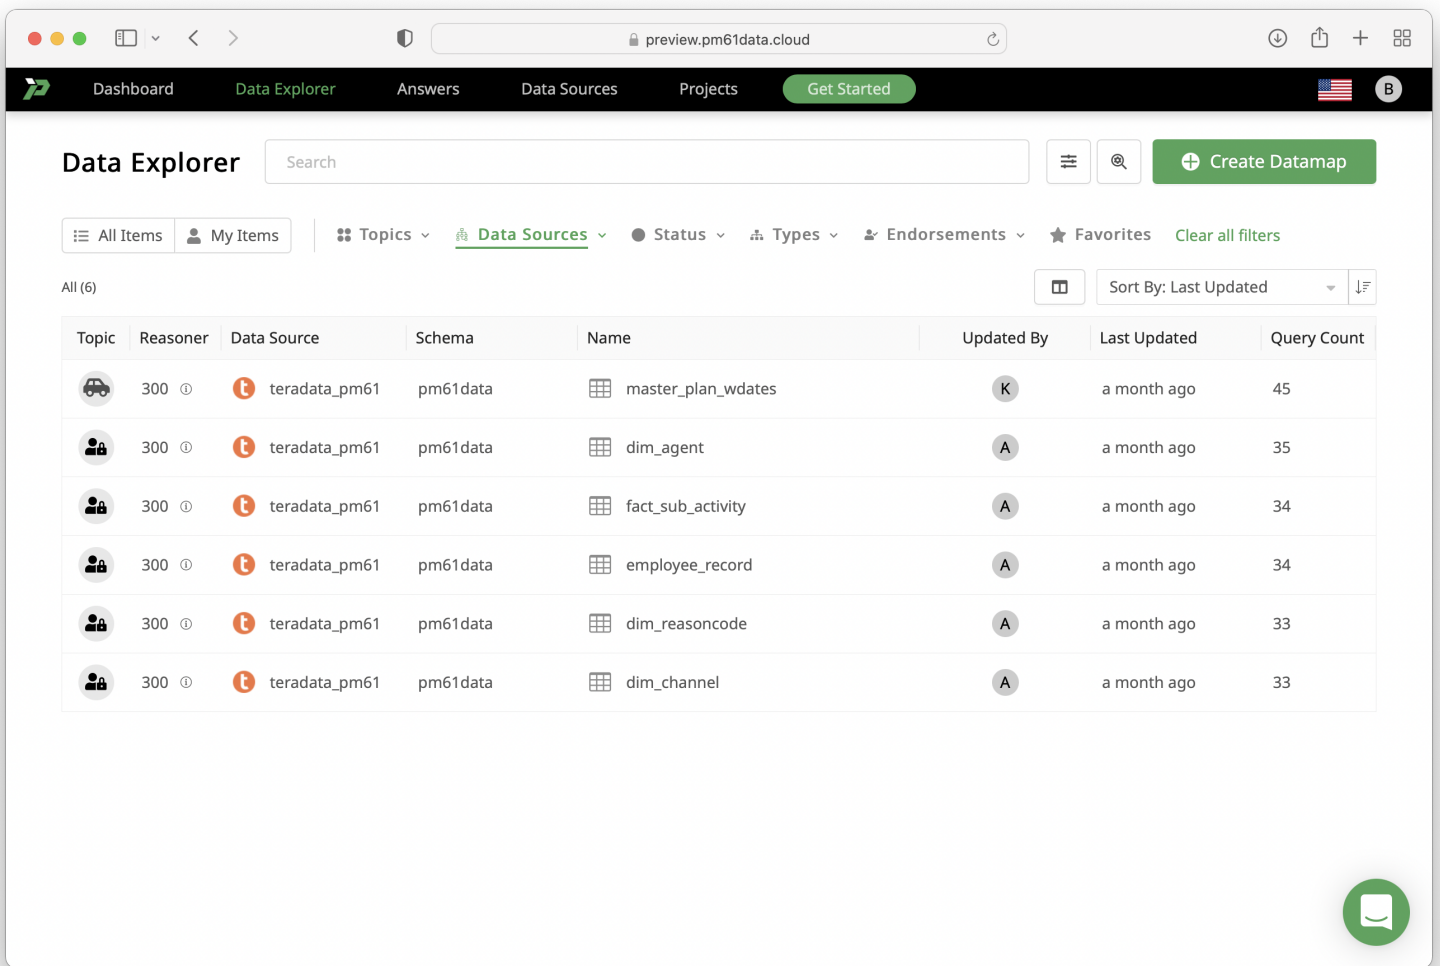 preview.pm61data.cloud
Dashboard Data Explorer Answers Data Sources Projects Get Started B
Data Explorer Search Create Datamap
All Items My Items Topics Data Sources Status Types Endorsements Favorites Clear all filters
All (6) Sort By: Last Updated
Topic Reasoner Data Source Schema Name Updated By Last Updated Query Count
300 t teradata_pm61 pm61data master_plan_wdates K a month ago 45
300 t teradata_pm61 pm61data dim_agent A a month ago 35
300 t teradata_pm61 pm61data fact_sub_activity A a month ago 34
300 t teradata_pm61 pm61data employee_record A a month ago 34
300 t teradata_pm61 pm61data dim_reasoncode A a month ago 33
300 t teradata_pm61 pm61data dim_channel A a month ago 33